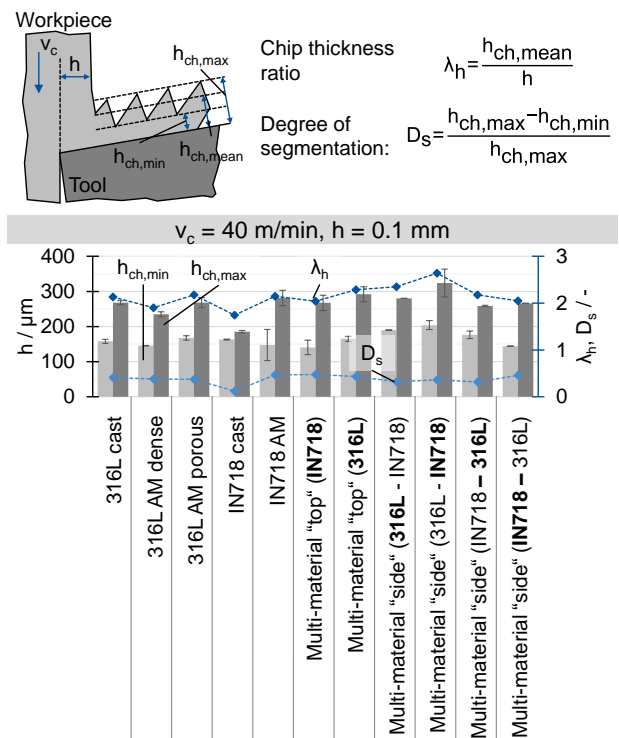 Workpiece
v_c
h
h_ch,max
h_ch,min
h_ch,mean
Tool
Chip thickness
ratio
λ_h = h_ch,mean / h
Degree of
segmentation:
D_s = h_ch,max − h_ch,min / h_ch,max
v_c = 40 m/min, h = 0.1 mm
400
300
200
100
0
h / µm
h_ch,min
h_ch,max
λ_h
D_s
3
2
1
0
λ_h, D_s / -
316L cast
316L AM dense
316L AM porous
IN718 cast
IN718 AM
Multi-material "top“ (IN718)
Multi-material "top“ (316L)
Multi-material "side“ (316L - IN718)
Multi-material "side“ (316L - IN718)
Multi-material "side“ (IN718 – 316L)
Multi-material "side“ (IN718 – 316L)